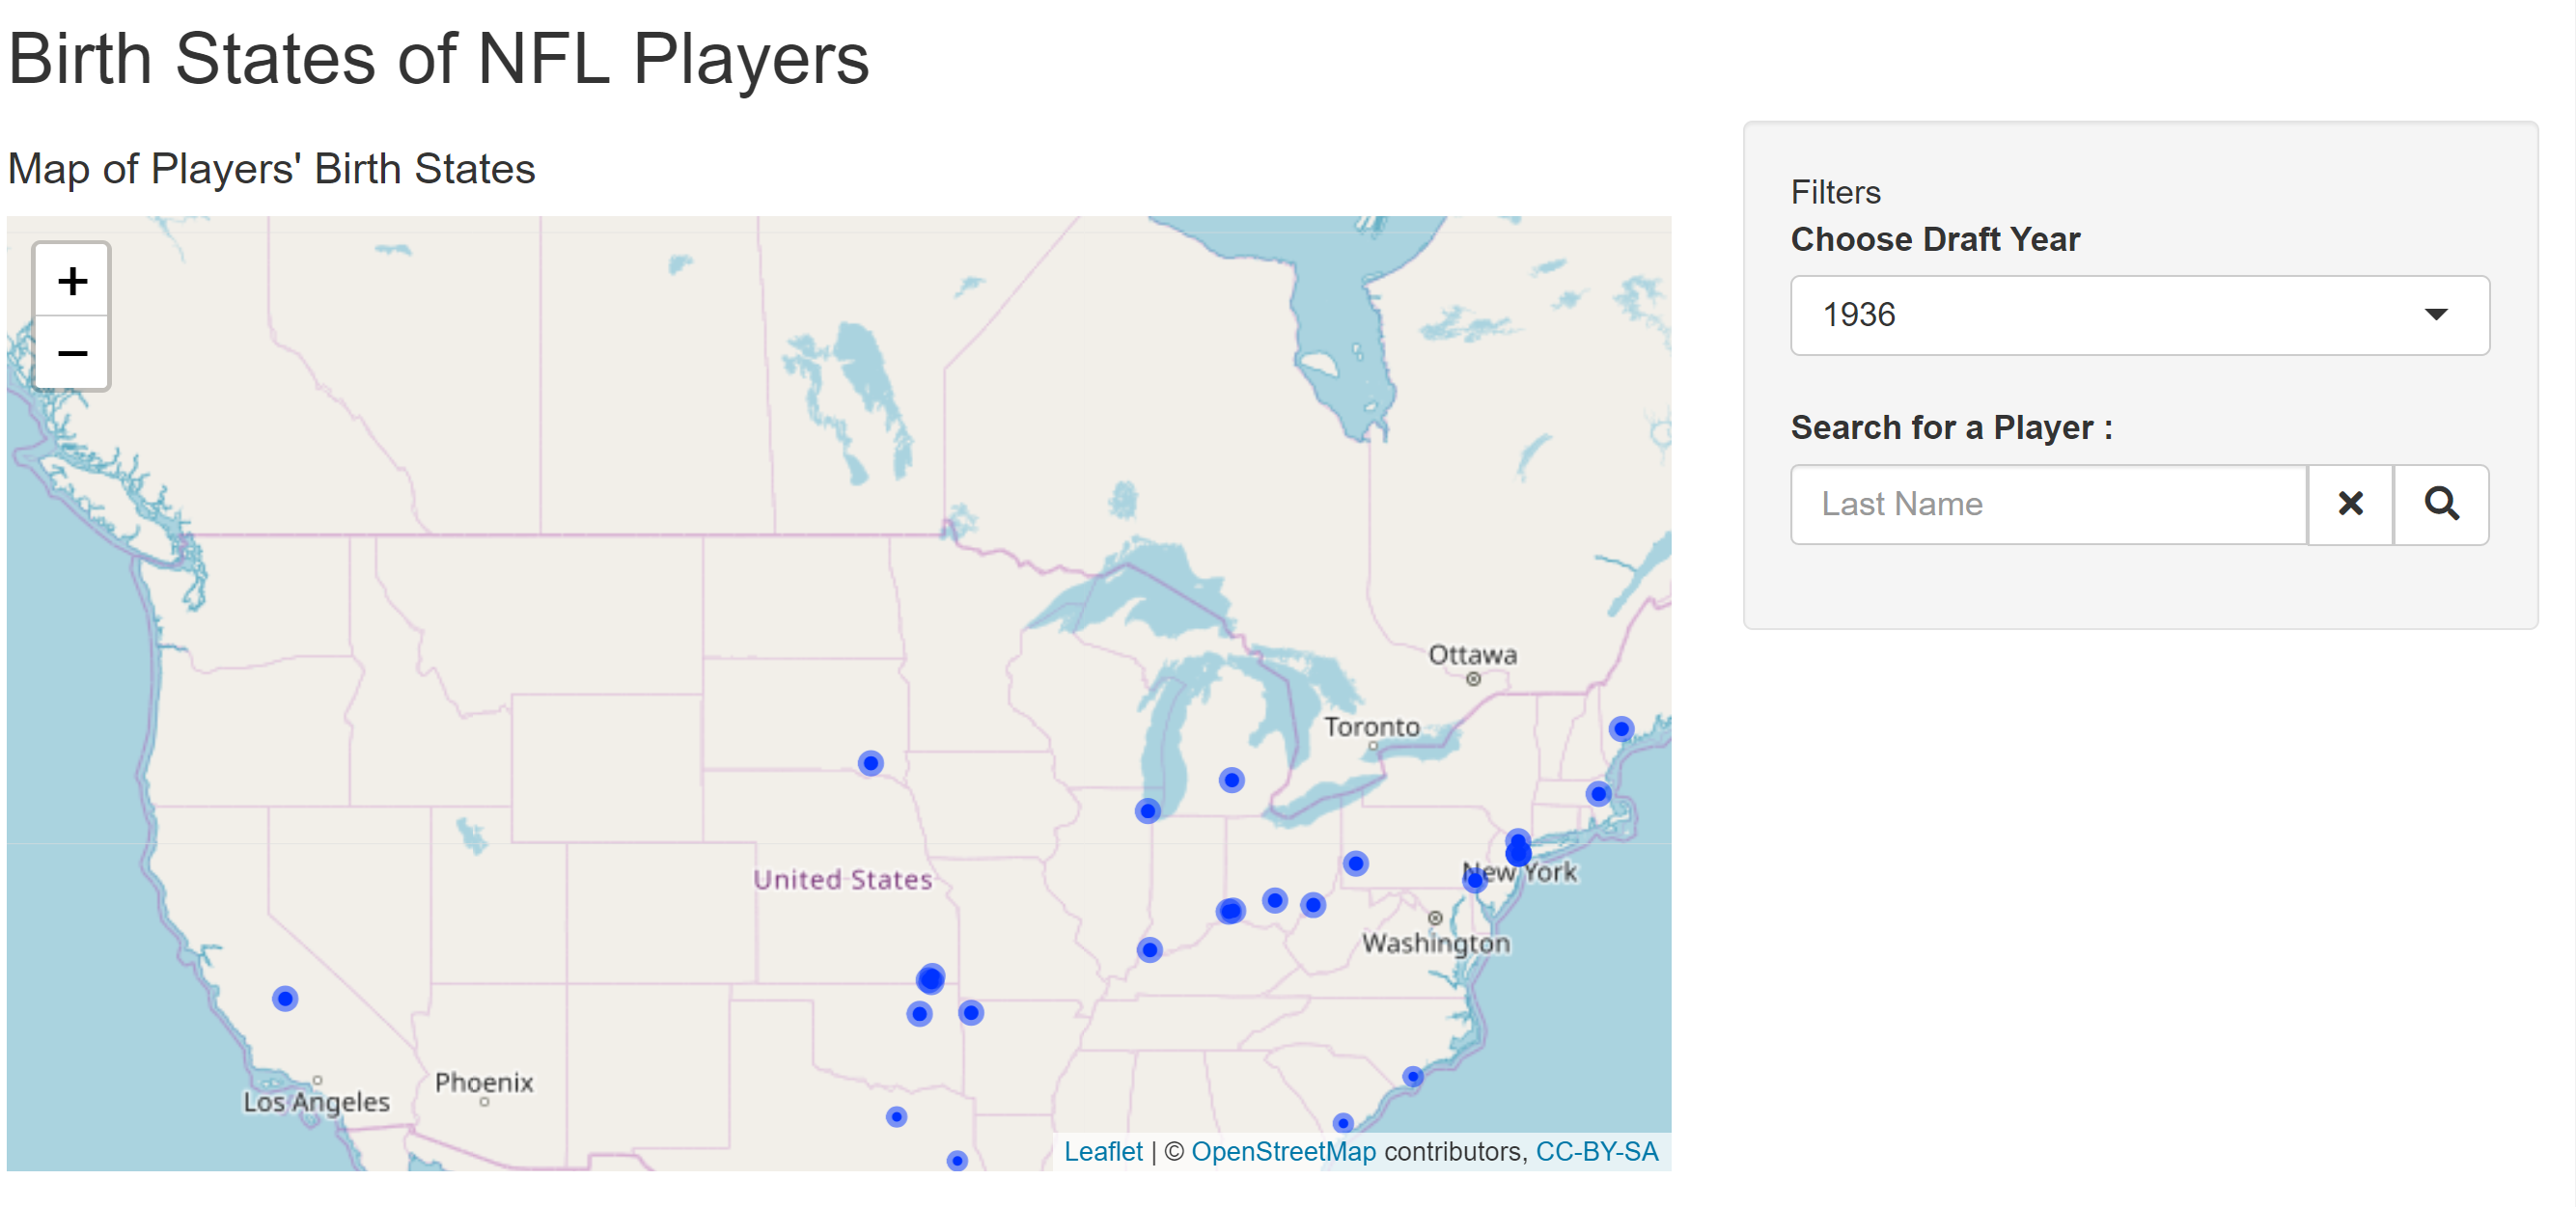 Birth States of NFL Players
Map of Players' Birth States
+
−
Ottawa
Toronto
United States
New York
Washington
Phoenix
Los Angeles
Leaflet | © OpenStreetMap contributors, CC-BY-SA
Filters
Choose Draft Year
1936
Search for a Player :
Last Name